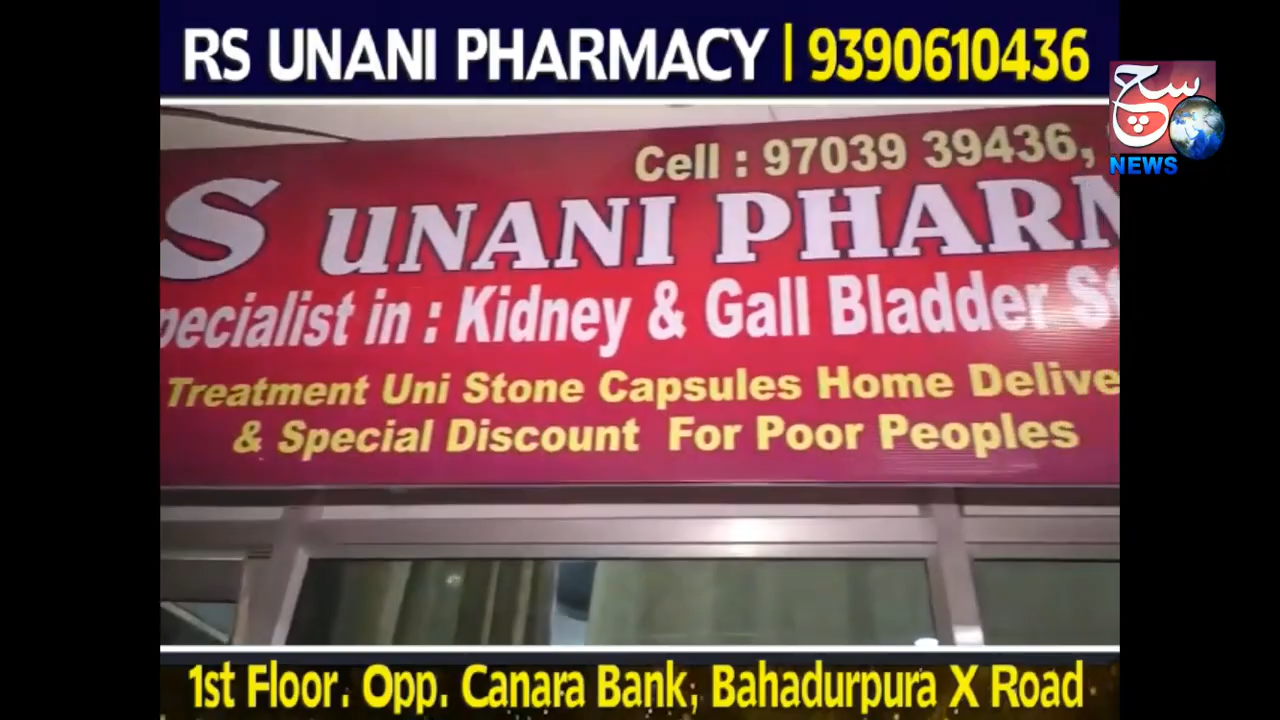 RS UNANI PHARMACY | 9390610436
سچ
NEWS
Cell : 97039 39436,
S UNANI PHARM
pecialist in : Kidney & Gall Bladder S
Treatment Uni Stone Capsules Home Delive
& Special Discount For Poor Peoples
1st Floor. Opp. Canara Bank, Bahadurpura X Road